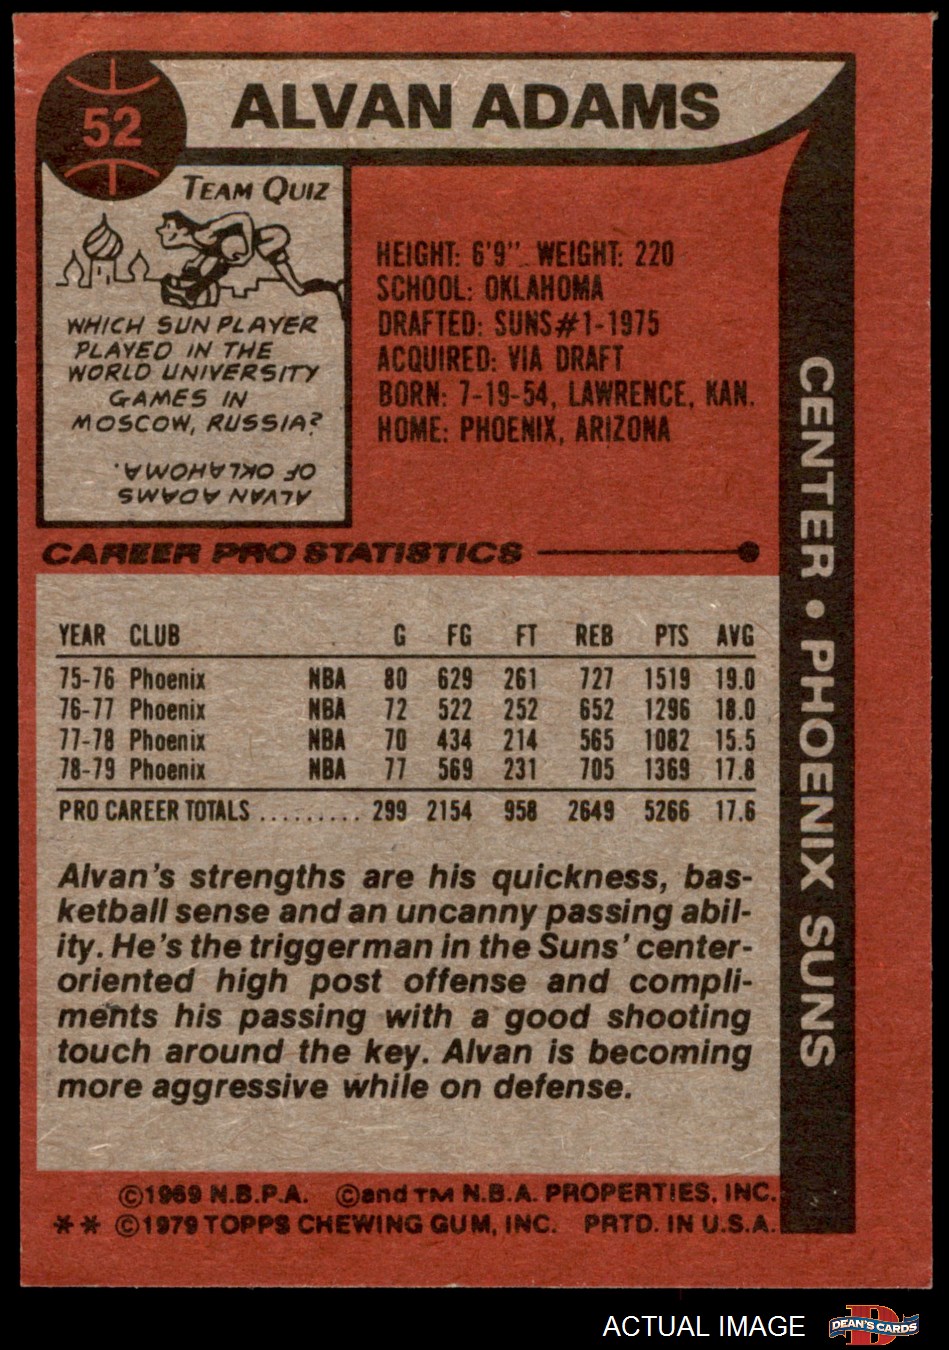 52
ALVAN ADAMS
TEAM QUIZ
WHICH SUN PLAYER
PLAYED IN THE
WORLD UNIVERSITY
GAMES IN
MOSCOW, RUSSIA?
ALVAN ADAMS
OF OKLAHOMA.
HEIGHT: 6'9" WEIGHT: 220
SCHOOL: OKLAHOMA
DRAFTED: SUNS#1-1975
ACQUIRED: VIA DRAFT
BORN: 7-19-54, LAWRENCE, KAN.
HOME: PHOENIX, ARIZONA
CENTER • PHOENIX SUNS
CAREER PRO STATISTICS
YEAR CLUB G FG FT REB PTS AVG
75-76 Phoenix NBA 80 629 261 727 1519 19.0
76-77 Phoenix NBA 72 522 252 652 1296 18.0
77-78 Phoenix NBA 70 434 214 565 1082 15.5
78-79 Phoenix NBA 77 569 231 705 1369 17.8
PRO CAREER TOTALS ......... 299 2154 958 2649 5266 17.6
Alvan's strengths are his quickness, bas-
ketball sense and an uncanny passing abil-
ity. He's the triggerman in the Suns' center-
oriented high post offense and compli-
ments his passing with a good shooting
touch around the key. Alvan is becoming
more aggressive while on defense.
©1969 N.B.P.A. ©and TM N.B.A. PROPERTIES, INC.
** ©1979 TOPPS CHEWING GUM, INC. PRTD. IN U.S.A.
ACTUAL IMAGE
D
DEAN'S CARDS